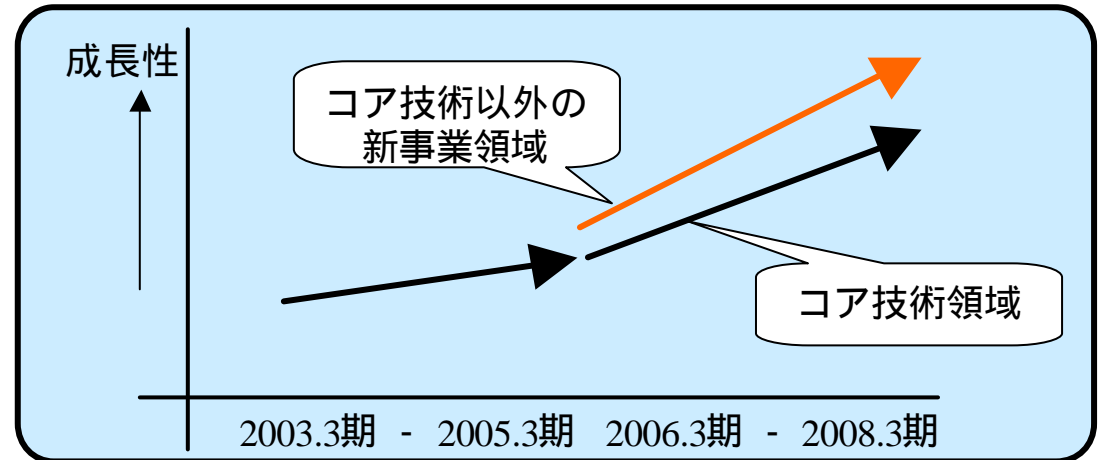 成長性
コア技術以外の
新事業領域
コア技術領域
2003.3期 - 2005.3期 2006.3期 - 2008.3期